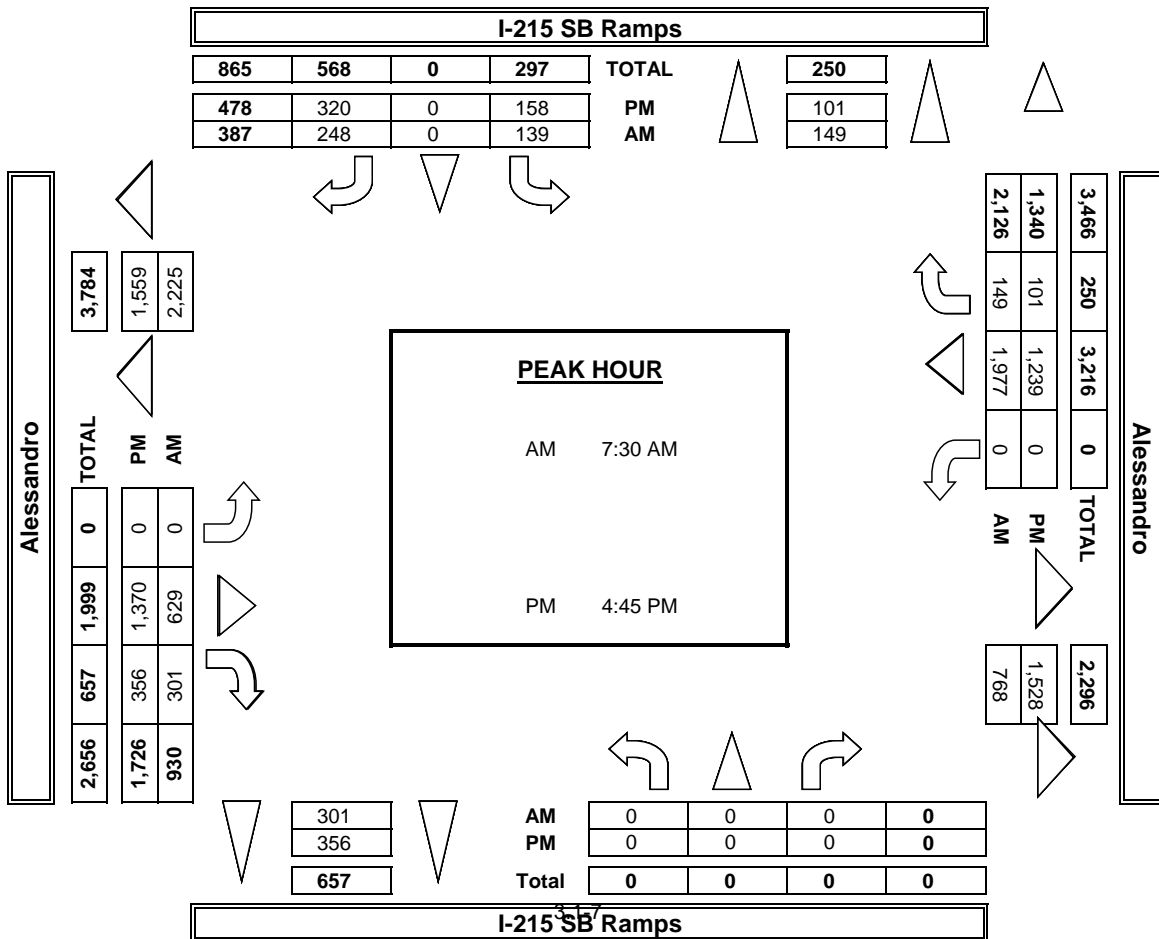 I-215 SB Ramps
865 568 0 297 TOTAL 250
478 320 0 158 PM 101
387 248 0 139 AM 149
Alessandro
3,784
1,559
2,225
TOTAL 0 1,999 657 2,656
PM 0 1,370 356 1,726
AM 0 629 301 930
PEAK HOUR
AM 7:30 AM
PM 4:45 PM
3,466 250 3,216 0 TOTAL
1,340 101 1,239 0 PM
2,126 149 1,977 0 AM
2,296
1,528
768
Alessandro
301 AM 0 0 0 0
356 PM 0 0 0 0
657 Total 0 0 0 0
3.1-7
I-215 SB Ramps